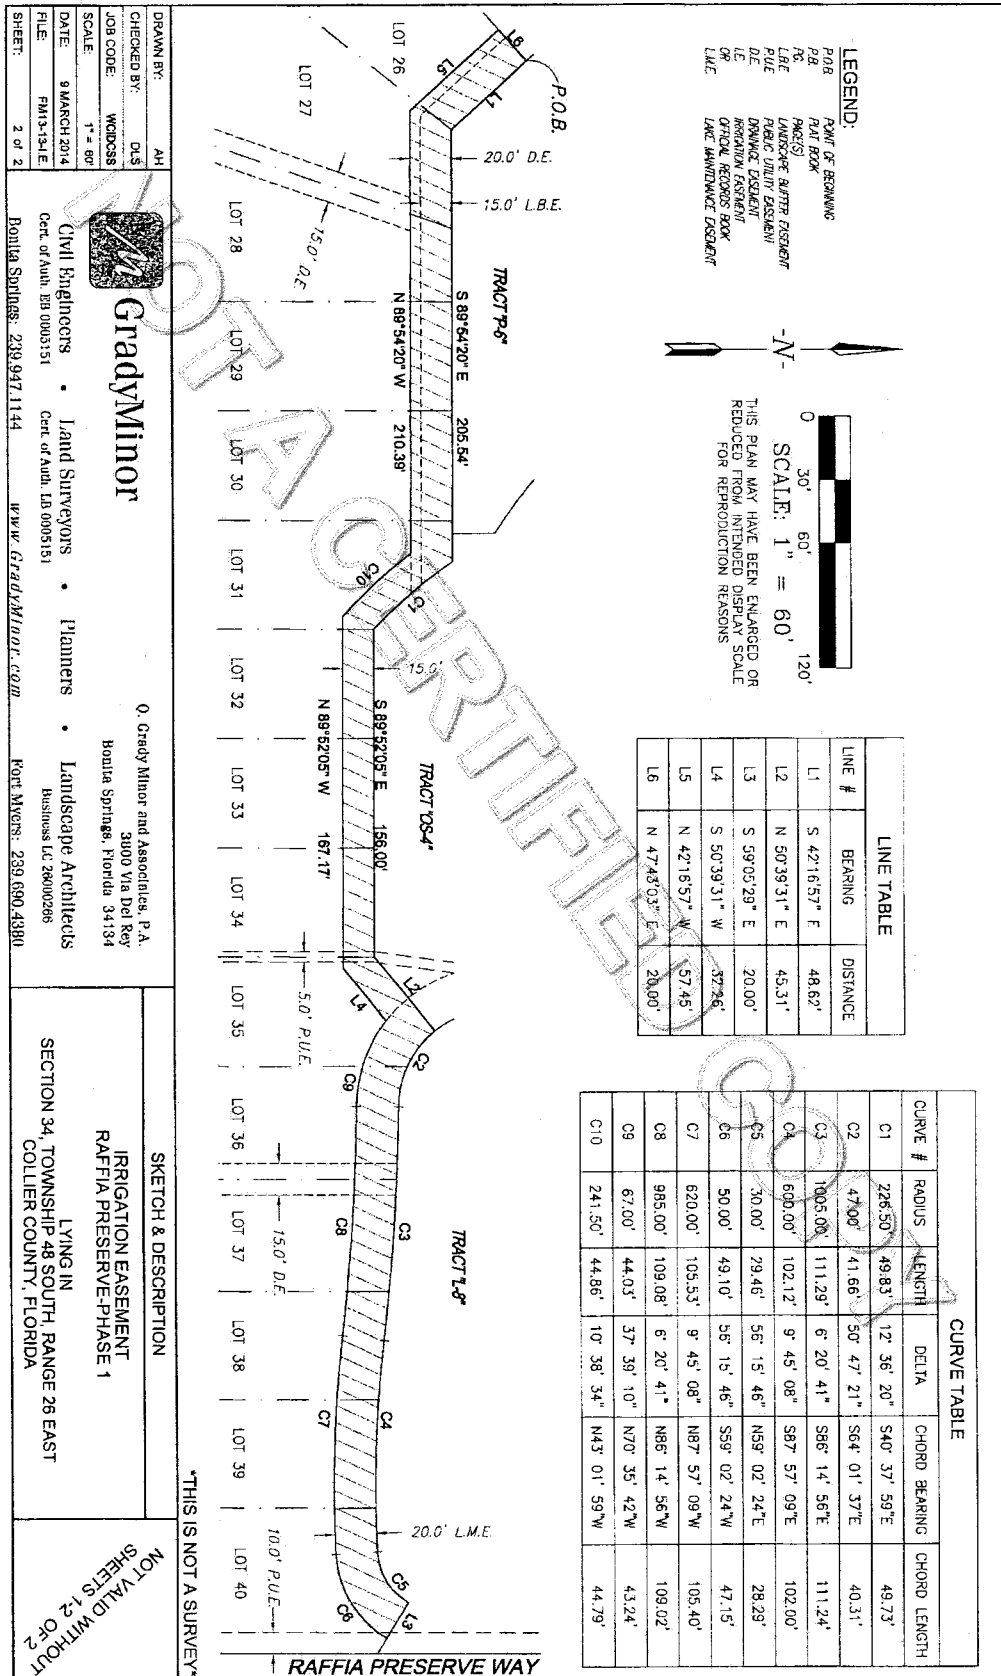 LEGEND:
P.O.B. POINT OF BEGINNING
P.B. PLAT BOOK
PG. PAGE(S)
L.B.E. LANDSCAPE BUFFER EASEMENT
P.U.E. PUBLIC UTILITY EASEMENT
D.E. DRAINAGE EASEMENT
I.E. IRRIGATION EASEMENT
OR OFFICIAL RECORDS BOOK
L.M.E. LAKE MAINTENANCE EASEMENT
-N-
0 30' 60' 120'
SCALE: 1" = 60'
THIS PLAN MAY HAVE BEEN ENLARGED OR
REDUCED FROM INTENDED DISPLAY SCALE
FOR REPRODUCTION REASONS
LINE TABLE
LINE # BEARING DISTANCE
L1 S 42°16'57" E 48.62'
L2 N 50°39'31" E 45.31'
L3 S 59°05'29" E 20.00'
L4 S 50°39'31" W 37.26'
L5 N 42°16'57" W 57.45'
L6 N 47°43'03" E 20.00'
CURVE TABLE
CURVE # RADIUS LENGTH DELTA CHORD BEARING CHORD LENGTH
C1 226.50' 49.83' 12° 36' 20" S40° 37' 59"E 49.73'
C2 47.00' 41.66' 50° 47' 21" S64° 01' 37"E 40.31'
C3 1005.00' 111.29' 6° 20' 41" S86° 14' 56"E 111.24'
C4 600.00' 102.12' 9° 45' 08" S87° 57' 09"E 102.00'
C5 30.00' 29.46' 56° 15' 46" N59° 02' 24"E 28.29'
C6 50.00' 49.10' 56° 15' 46" S59° 02' 24"W 47.15'
C7 620.00' 105.53' 9° 45' 08" N87° 57' 09"W 105.40'
C8 985.00' 109.08' 6° 20' 41" N86° 14' 56"W 109.02'
C9 67.00' 44.03' 37° 39' 10" N70° 35' 42"W 43.24'
C10 241.50' 44.86' 10° 38' 34" N43° 01' 59"W 44.79'
P.O.B.
L6
L5
L1
20.0' D.E.
15.0' L.B.E.
TRACT "P-6"
S 89°54'20" E 205.54'
N 89°54'20" W 210.39'
15.0' D.E.
C10
C1
15.0'
TRACT "OS-4"
S 89°52'05" E 156.00'
N 89°52'05" W 167.17'
L2
L4
5.0' P.U.E.
C2
C9
TRACT "L-8"
C3
C8
15.0' D.E.
C4
C7
20.0' L.M.E.
C5
L3
C6
10.0' P.U.E.
RAFFIA PRESERVE WAY
LOT 26
LOT 27
LOT 28
LOT 29
LOT 30
LOT 31
LOT 32
LOT 33
LOT 34
LOT 35
LOT 36
LOT 37
LOT 38
LOT 39
LOT 40
NOT A CERTIFIED COPY
*THIS IS NOT A SURVEY*
DRAWN BY: AH
CHECKED BY: DLS
JOB CODE: WCIDCSB
SCALE: 1" = 60'
DATE: 9 MARCH 2014
FILE: FM13-13-I.E.
SHEET: 2 of 2
GradyMinor
Q. Grady Minor and Associates, P.A.
3800 Via Del Rey
Bonita Springs, Florida 34134
Civil Engineers • Land Surveyors • Planners • Landscape Architects
Cert. of Auth. EB 0005151 Cert. of Auth. LB 0005151 Business LC 26000266
Bonita Springs: 239.947.1144 www.GradyMinor.com Fort Myers: 239.690.4380
SKETCH & DESCRIPTION
IRRIGATION EASEMENT
RAFFIA PRESERVE-PHASE 1
LYING IN
SECTION 34, TOWNSHIP 48 SOUTH, RANGE 26 EAST
COLLIER COUNTY, FLORIDA
NOT VALID WITHOUT
SHEETS 1-2
OF 2